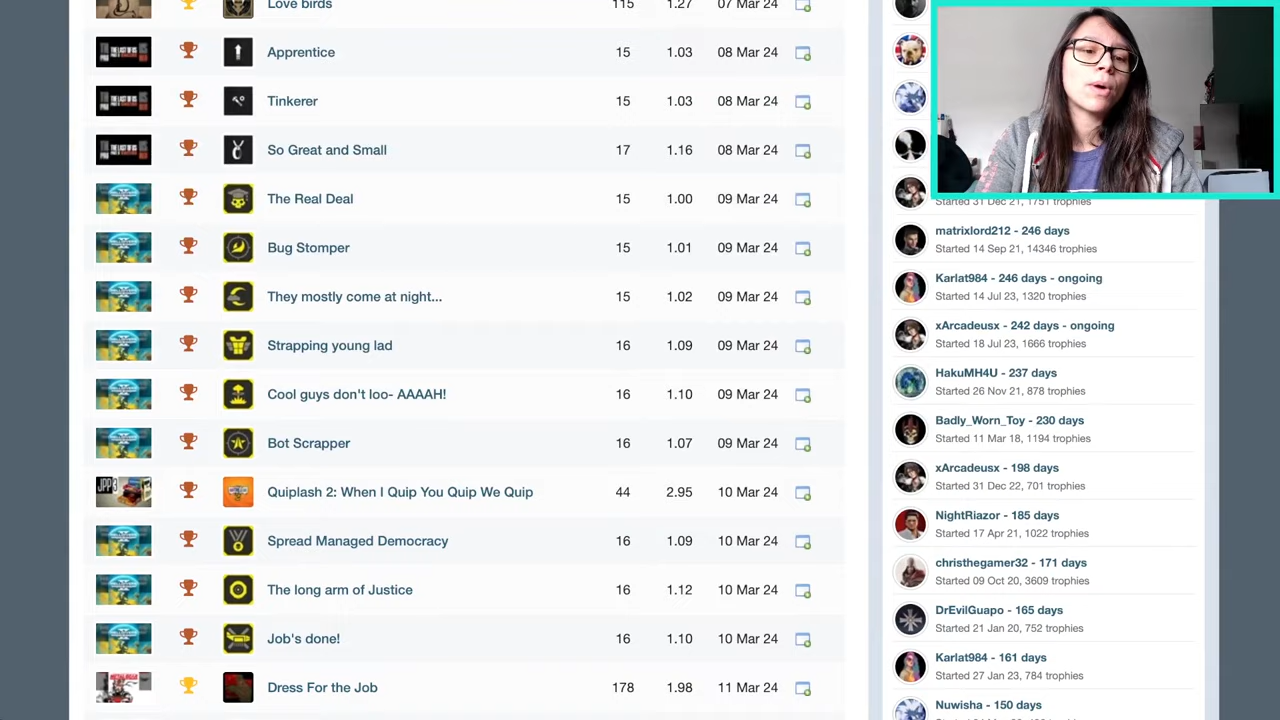 Love birds 115 1.27 07 Mar 24
Apprentice 15 1.03 08 Mar 24
Tinkerer 15 1.03 08 Mar 24
So Great and Small 17 1.16 08 Mar 24
The Real Deal 15 1.00 09 Mar 24
Bug Stomper 15 1.01 09 Mar 24
They mostly come at night... 15 1.02 09 Mar 24
Strapping young lad 16 1.09 09 Mar 24
Cool guys don't loo- AAAAH! 16 1.10 09 Mar 24
Bot Scrapper 16 1.07 09 Mar 24
JPP3
Quiplash 2: When I Quip You Quip We Quip 44 2.95 10 Mar 24
Spread Managed Democracy 16 1.09 10 Mar 24
The long arm of Justice 16 1.12 10 Mar 24
Job's done! 16 1.10 10 Mar 24
Dress For the Job 1.98 11 Mar 24
Started 31 Dec 21, 1751 trophies
matrixlord212 - 246 days
Started 14 Sep 21, 14346 trophies
Karlat984 - 246 days - ongoing
Started 14 Jul 23, 1320 trophies
xArcadeusx - 242 days - ongoing
Started 18 Jul 23, 1666 trophies
HakuMH4U - 237 days
Started 26 Nov 21, 878 trophies
Badly_Worn_Toy - 230 days
Started 11 Mar 18, 1194 trophies
xArcadeusx - 198 days
Started 31 Dec 22, 701 trophies
NightRiazor - 185 days
Started 17 Apr 21, 1022 trophies
christhegamer32 - 171 days
Started 09 Oct 20, 3609 trophies
DrEvilGuapo - 165 days
Started 21 Jan 20, 752 trophies
Karlat984 - 161 days
Started 27 Jan 23, 784 trophies
Nuwisha - 150 days